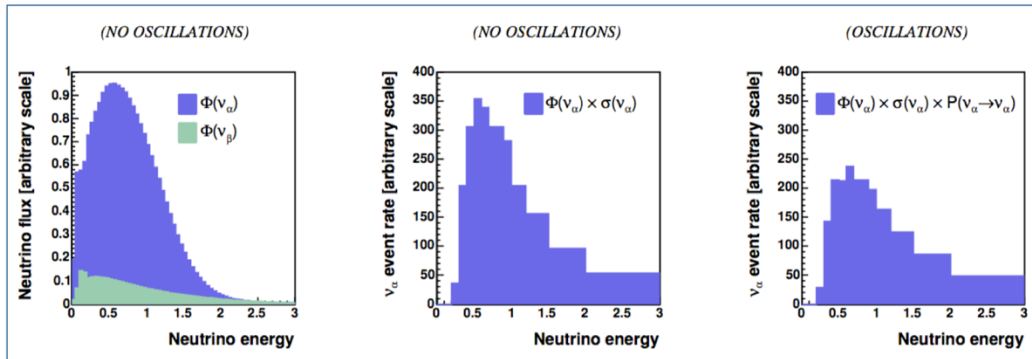 (NO OSCILLATIONS)
Neutrino flux [arbitrary scale]
1
0.9
0.8
0.7
0.6
0.5
0.4
0.3
0.2
0.1
0
Φ(να)
Φ(νβ)
0 0.5 1 1.5 2 2.5 3
Neutrino energy
(NO OSCILLATIONS)
να event rate [arbitrary scale]
400
350
300
250
200
150
100
50
0
Φ(να) × σ(να)
0 0.5 1 1.5 2 2.5 3
Neutrino energy
(OSCILLATIONS)
να event rate [arbitrary scale]
400
350
300
250
200
150
100
50
0
Φ(να) × σ(να) × P(να→να)
0 0.5 1 1.5 2 2.5 3
Neutrino energy